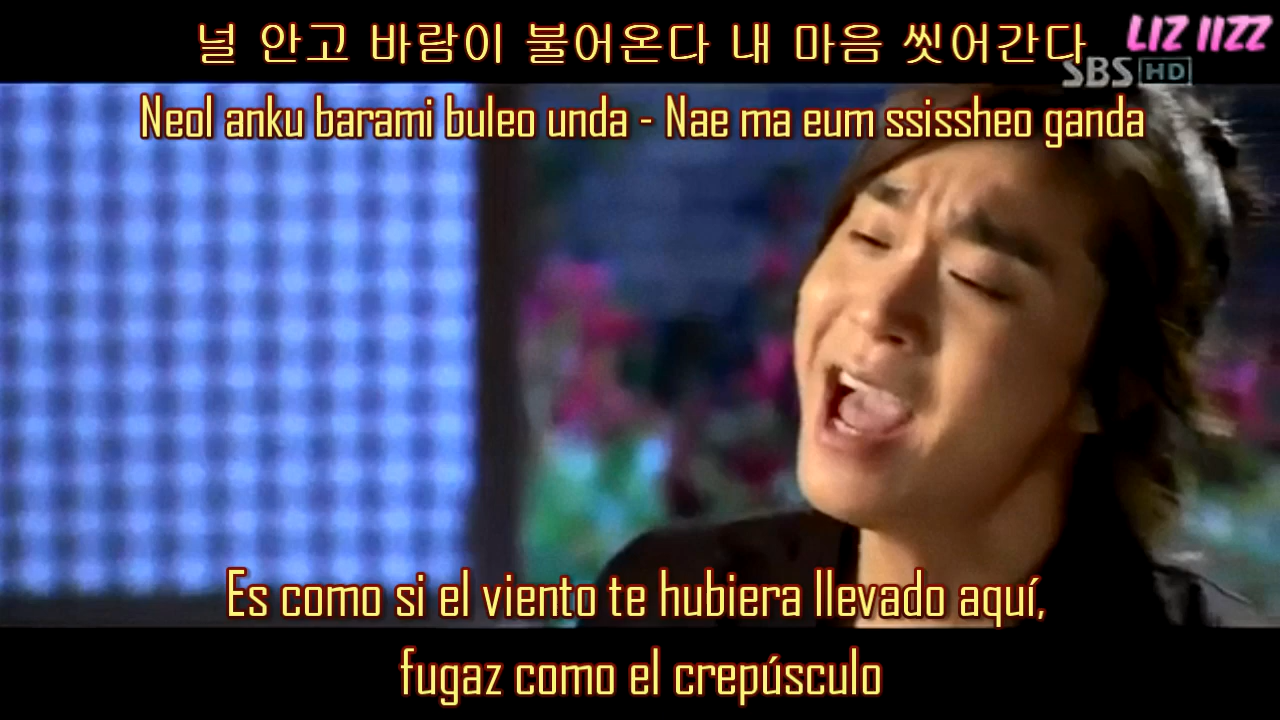 널 안고 바람이 불어온다 내 마음 씻어간다
LIZ IIZZ
SBS HD
Neol anku barami buleo unda - Nae ma eum ssissheo ganda
Es como si el viento te hubiera llevado aquí,
fugaz como el crepúsculo